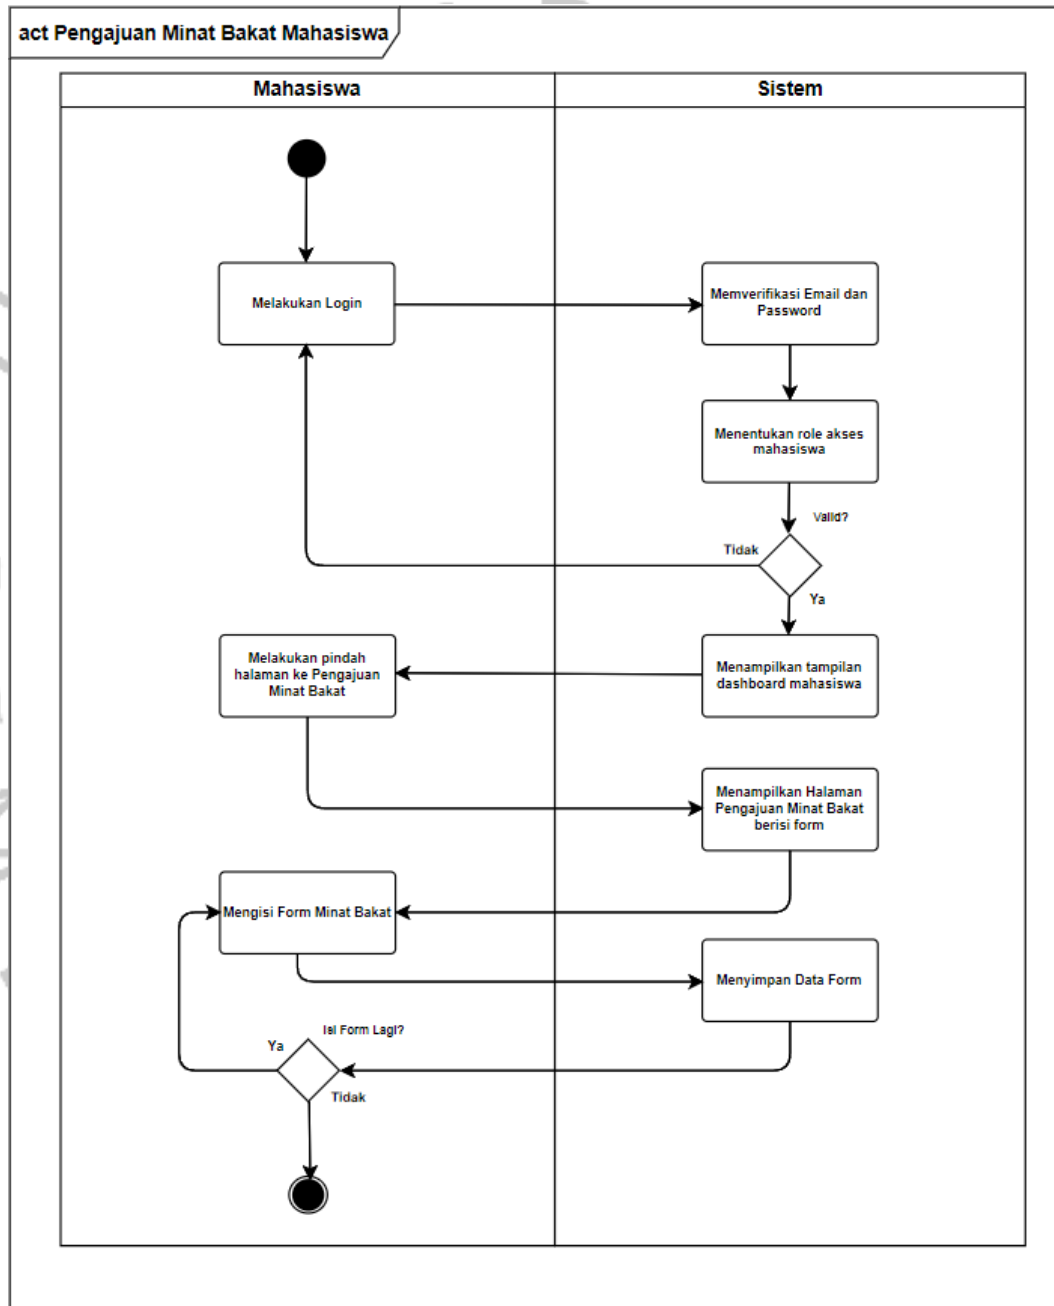 act Pengajuan Minat Bakat Mahasiswa
Mahasiswa
Sistem
Melakukan Login
Memverifikasi Email dan
Password
Menentukan role akses
mahasiswa
Valid?
Tidak
Ya
Melakukan pindah
halaman ke Pengajuan
Minat Bakat
Menampilkan tampilan
dashboard mahasiswa
Menampilkan Halaman
Pengajuan Minat Bakat
berisi form
Mengisi Form Minat Bakat
Menyimpan Data Form
Isi Form Lagi?
Ya
Tidak